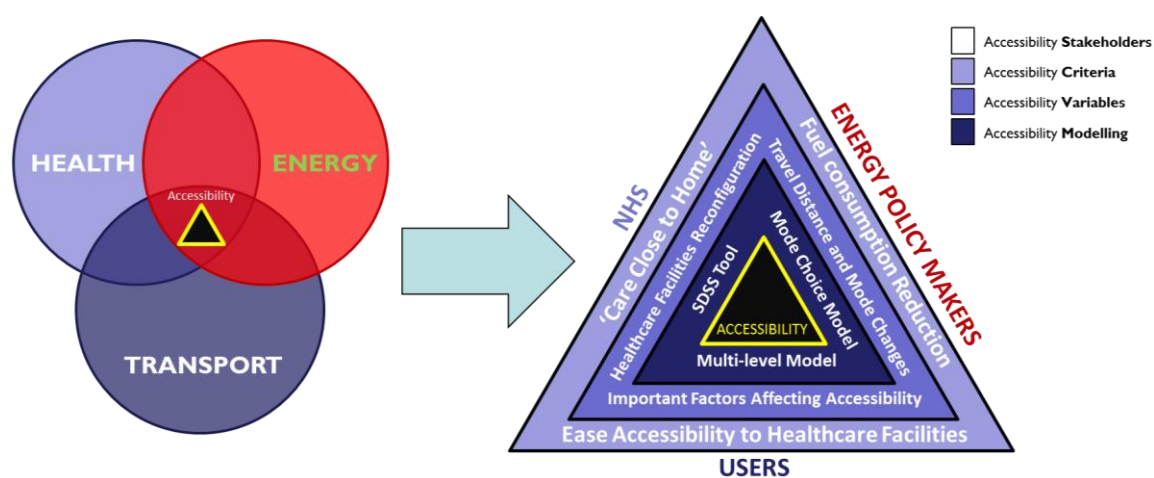 HEALTH
ENERGY
Accessibility
TRANSPORT
NHS
'Care Close to Home'
Healthcare Facilities Reconfiguration
SDSS Tool
ENERGY POLICY MAKERS
Fuel consumption Reduction
Travel Distance and Mode Changes
Mode Choice Model
ACCESSIBILITY
Multi-level Model
Important Factors Affecting Accessibility
Ease Accessibility to Healthcare Facilities
USERS
Accessibility Stakeholders
Accessibility Criteria
Accessibility Variables
Accessibility Modelling